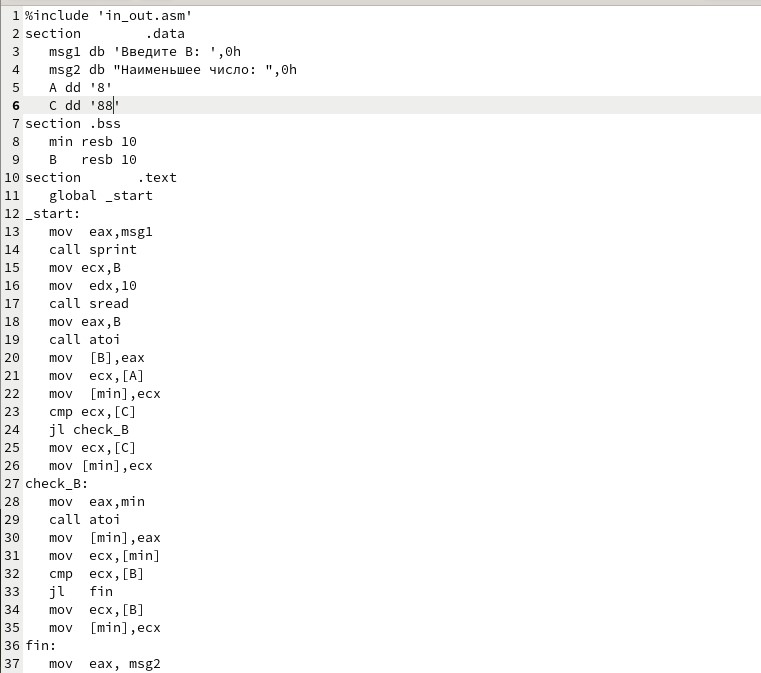 1 %include 'in_out.asm'
2 section        .data
3    msg1 db 'Введите B: ',0h
4    msg2 db "Наименьшее число: ",0h
5    A dd '8'
6    C dd '88'
7 section .bss
8    min resb 10
9    B   resb 10
10 section       .text
11    global _start
12 _start:
13    mov  eax,msg1
14    call sprint
15    mov ecx,B
16    mov  edx,10
17    call sread
18    mov eax,B
19    call atoi
20    mov  [B],eax
21    mov  ecx,[A]
22    mov  [min],ecx
23    cmp ecx,[C]
24    jl check_B
25    mov ecx,[C]
26    mov [min],ecx
27 check_B:
28    mov  eax,min
29    call atoi
30    mov  [min],eax
31    mov  ecx,[min]
32    cmp  ecx,[B]
33    jl   fin
34    mov  ecx,[B]
35    mov  [min],ecx
36 fin:
37    mov  eax, msg2